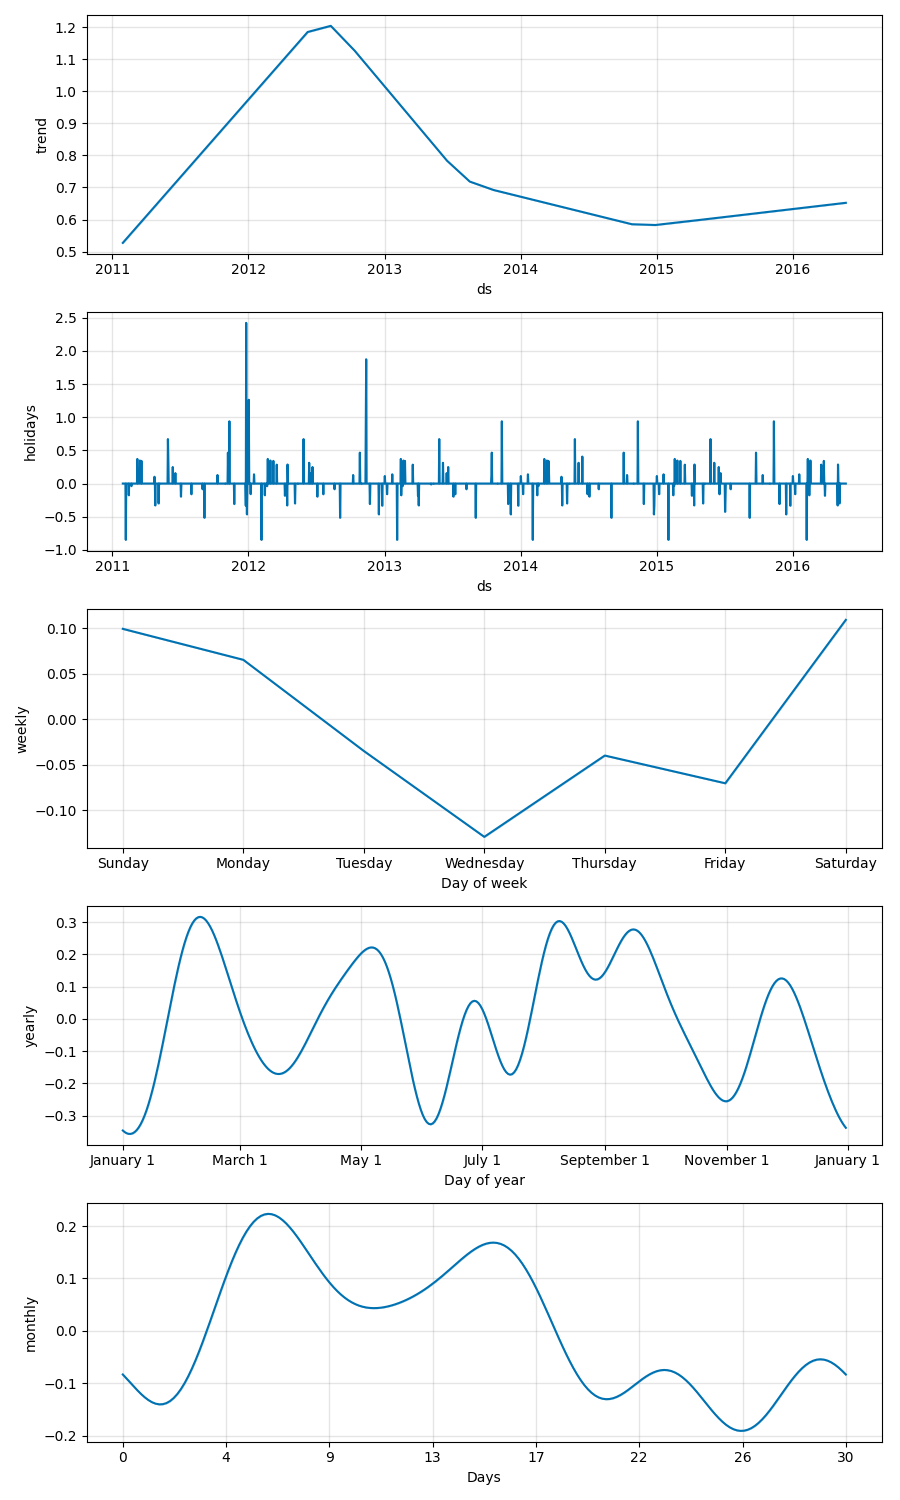 1.2
1.1
1.0
0.9
0.8
0.7
0.6
0.5
trend
2011 2012 2013 2014 2015 2016
ds
2.5
2.0
1.5
1.0
0.5
0.0
−0.5
−1.0
holidays
2011 2012 2013 2014 2015 2016
ds
0.10
0.05
0.00
−0.05
−0.10
weekly
Sunday Monday Tuesday Wednesday Thursday Friday Saturday
Day of week
0.3
0.2
0.1
0.0
−0.1
−0.2
−0.3
yearly
January 1 March 1 May 1 July 1 September 1 November 1 January 1
Day of year
0.2
0.1
0.0
−0.1
−0.2
monthly
0 4 9 13 17 22 26 30
Days